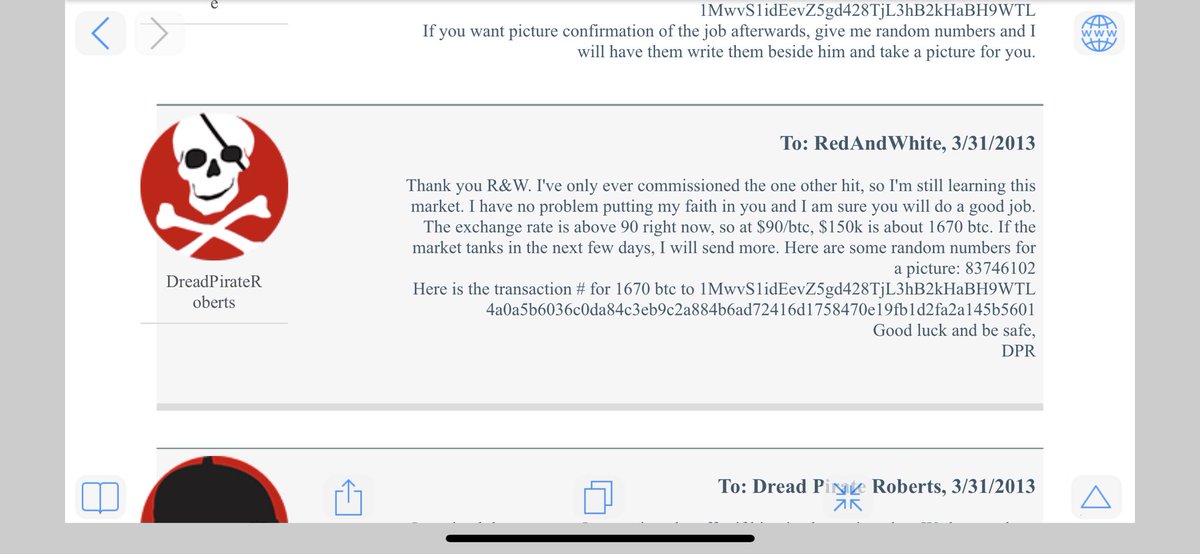 e
1MwvS1idEevZ5gd428TjL3hB2kHaBH9WTL
If you want picture confirmation of the job afterwards, give me random numbers and I
will have them write them beside him and take a picture for you.
www
To: RedAndWhite, 3/31/2013
Thank you R&W. I've only ever commissioned the one other hit, so I'm still learning this
market. I have no problem putting my faith in you and I am sure you will do a good job.
The exchange rate is above 90 right now, so at $90/btc, $150k is about 1670 btc. If the
market tanks in the next few days, I will send more. Here are some random numbers for
a picture: 83746102
Here is the transaction # for 1670 btc to 1MwvS1idEevZ5gd428TjL3hB2kHaBH9WTL
4a0a5b6036c0da84c3eb9c2a884b6ad72416d1758470e19fb1d2fa2a145b5601
Good luck and be safe,
DPR
DreadPirateR
oberts
To: Dread Pirate Roberts, 3/31/2013